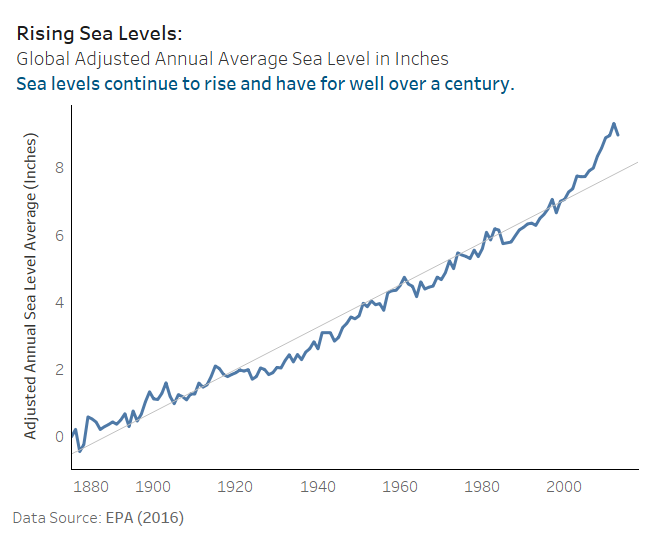 Rising Sea Levels:
Global Adjusted Annual Average Sea Level in Inches
Sea levels continue to rise and have for well over a century.
Adjusted Annual Sea Level Average (Inches)
8
6
4
2
0
1880 1900 1920 1940 1960 1980 2000
Data Source: EPA (2016)